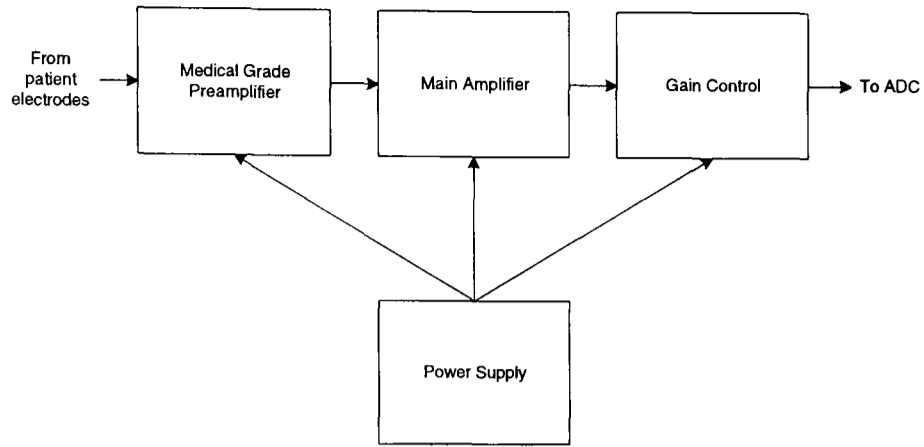 From
patient
electrodes
Medical Grade
Preamplifier
Main Amplifier
Gain Control
To ADC
Power Supply